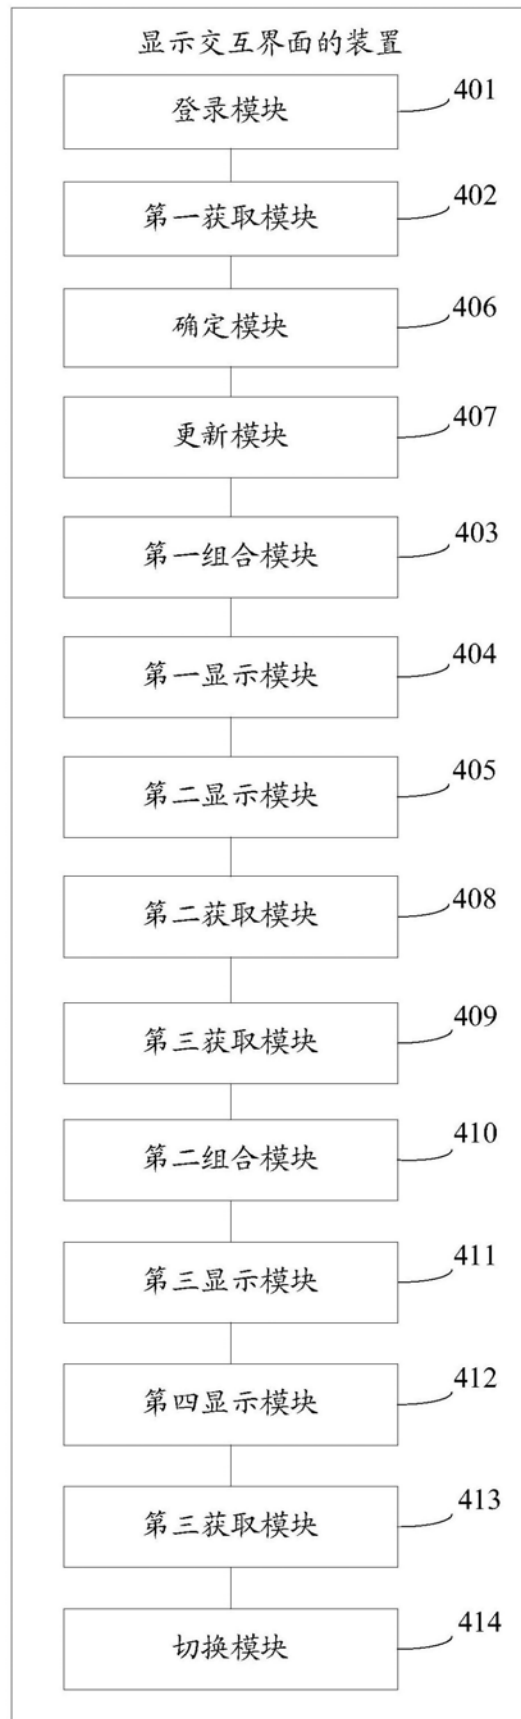 显示交互界面的装置
登录模块 401
第一获取模块 402
确定模块 406
更新模块 407
第一组合模块 403
第一显示模块 404
第二显示模块 405
第二获取模块 408
第三获取模块 409
第二组合模块 410
第三显示模块 411
第四显示模块 412
第三获取模块 413
切换模块 414